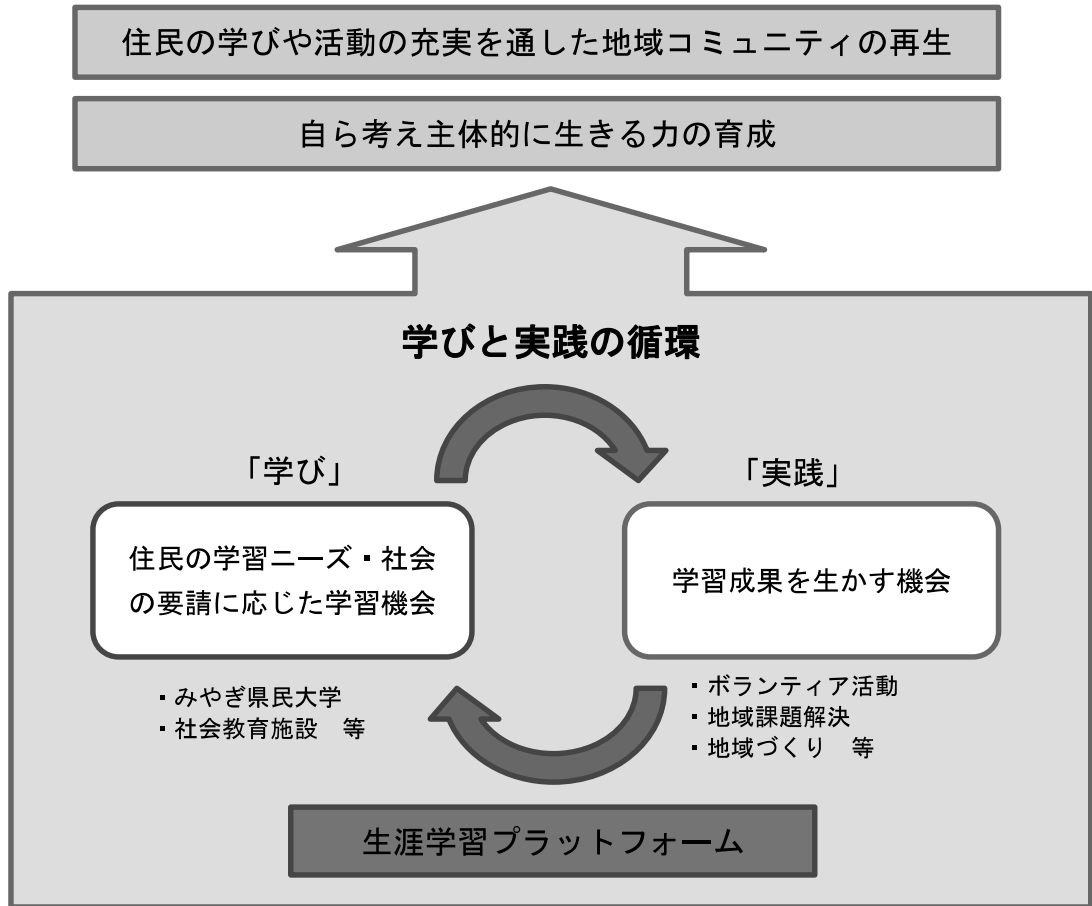 住民の学びや活動の充実を通した地域コミュニティの再生
自ら考え主体的に生きる力の育成
学びと実践の循環
「学び」
住民の学習ニーズ・社会
の要請に応じた学習機会
・みやぎ県民大学
・社会教育施設　等
「実践」
学習成果を生かす機会
・ボランティア活動
・地域課題解決
・地域づくり　等
生涯学習プラットフォーム